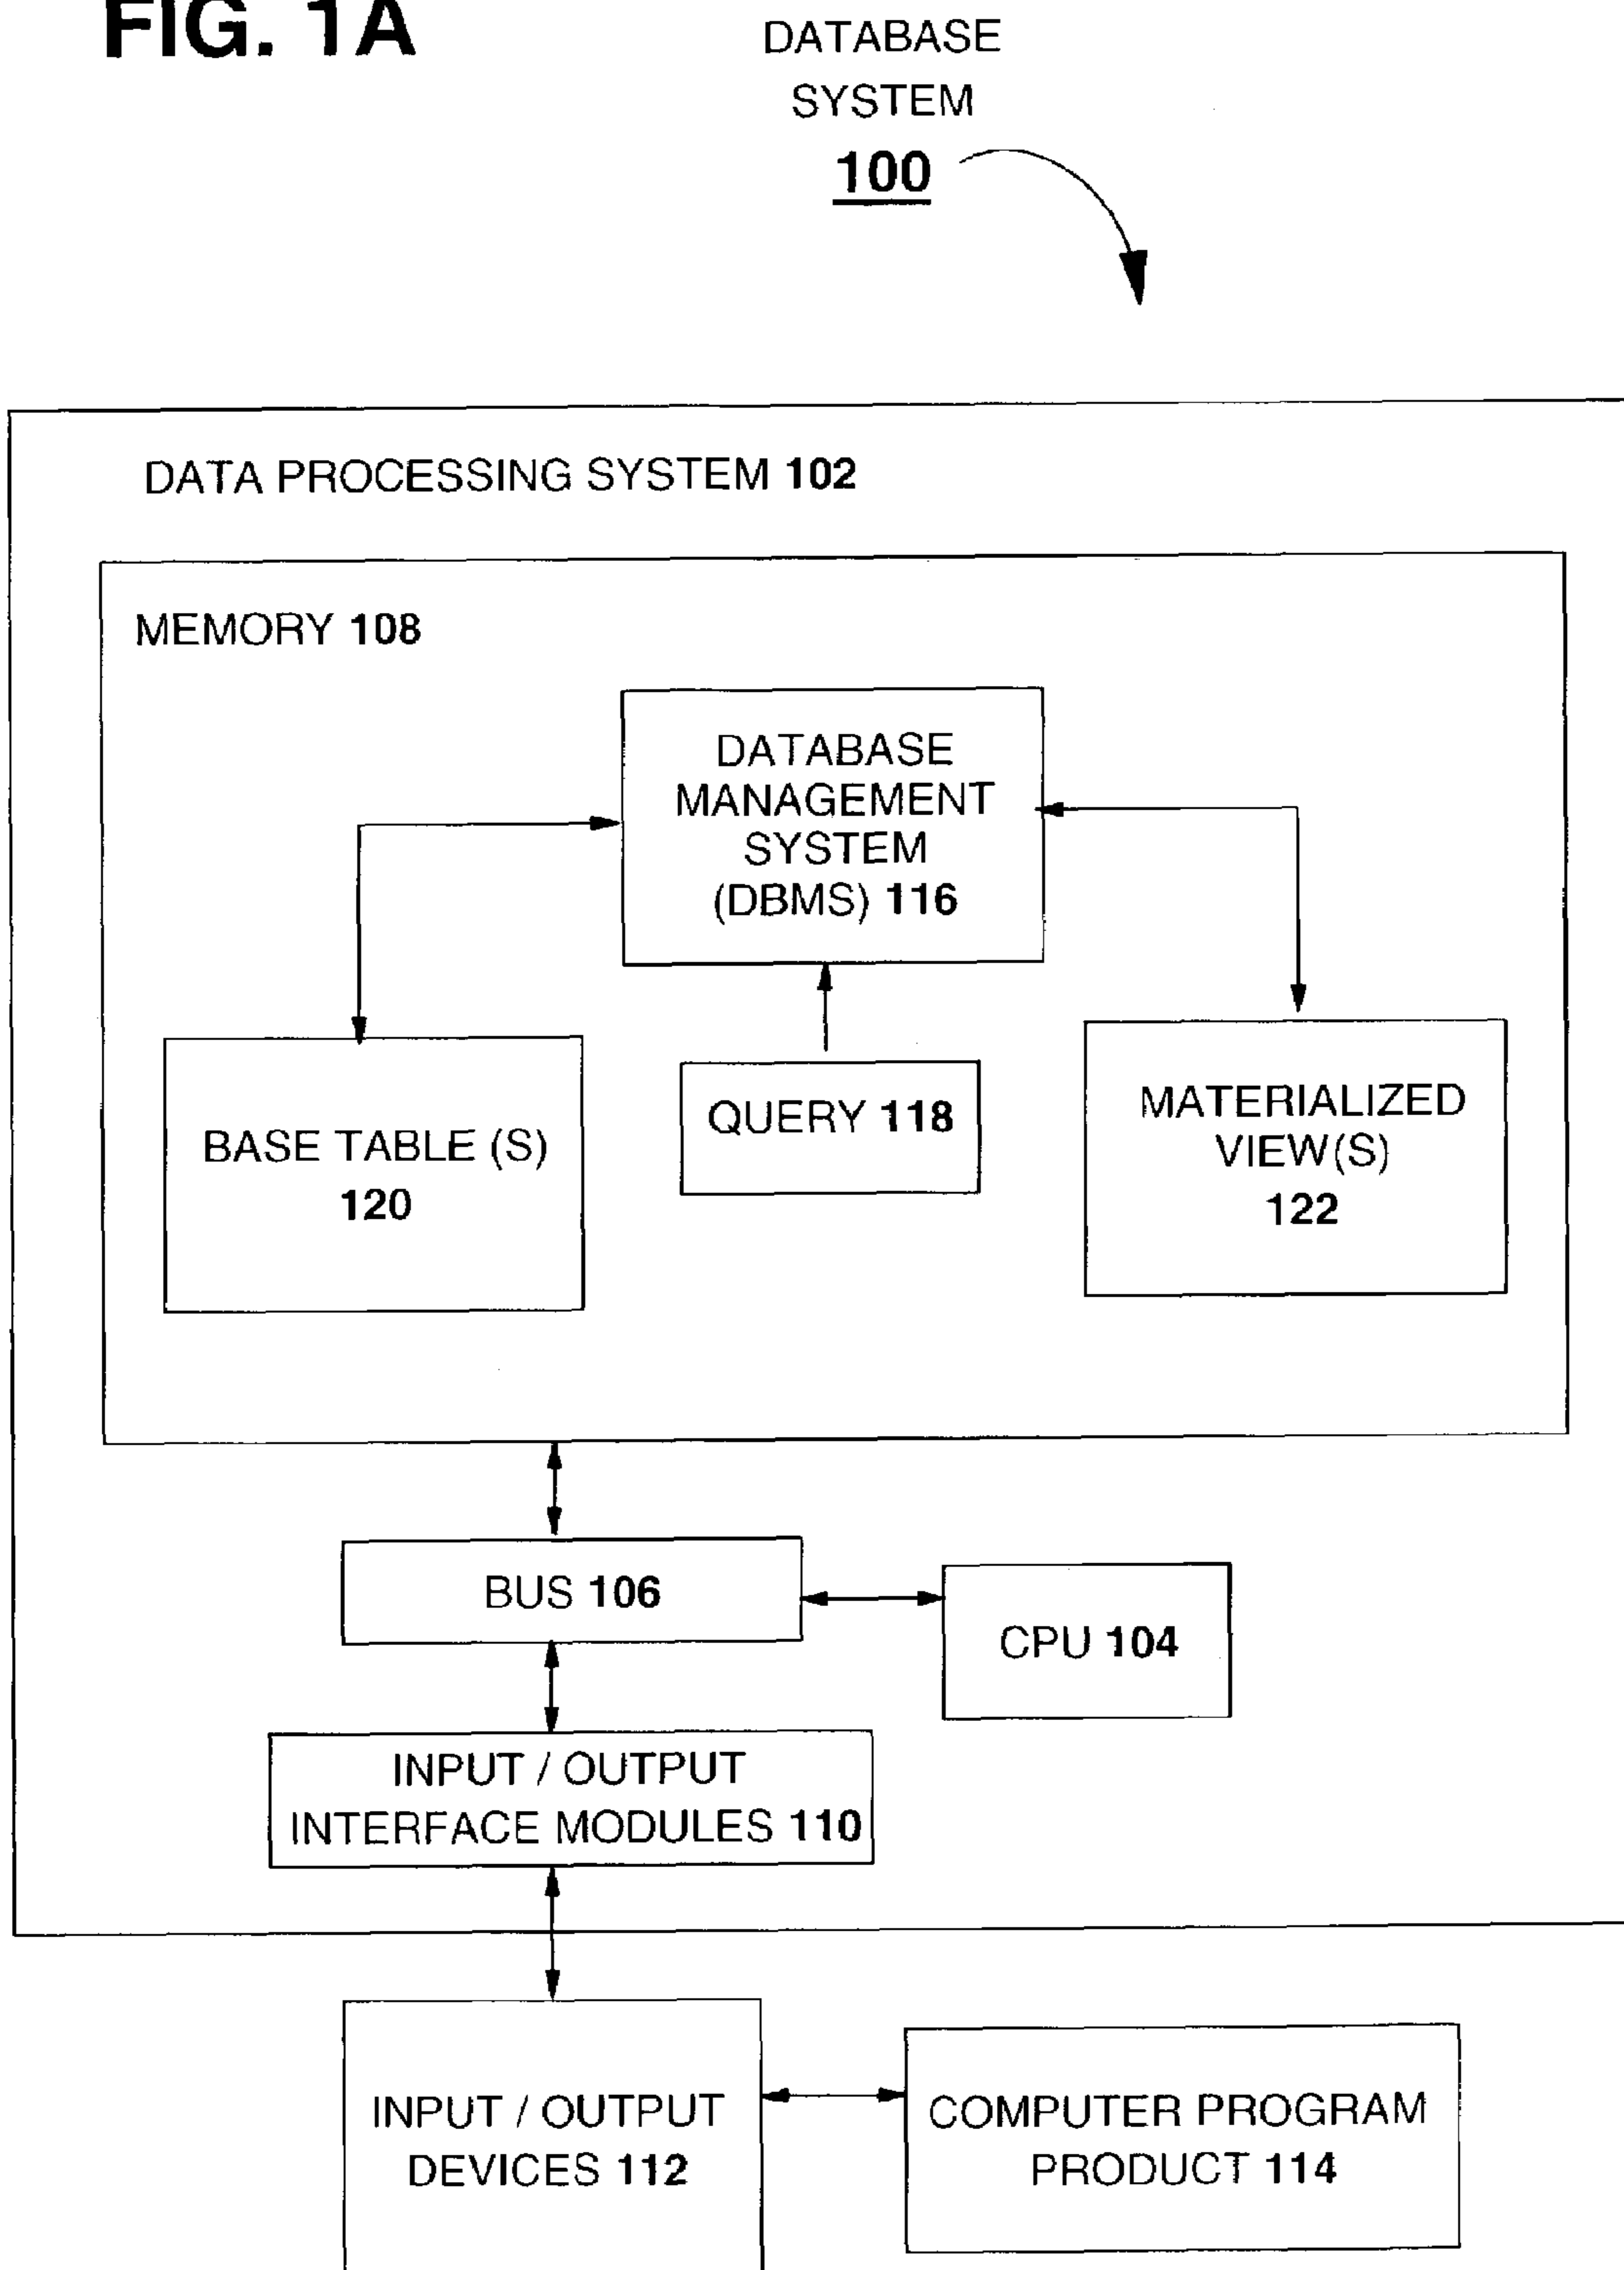 FIG. 1A
DATABASE
SYSTEM
100
DATA PROCESSING SYSTEM 102
MEMORY 108
DATABASE
MANAGEMENT
SYSTEM
(DBMS) 116
BASE TABLE (S)
120
QUERY 118
MATERIALIZED
VIEW(S)
122
BUS 106
CPU 104
INPUT / OUTPUT
INTERFACE MODULES 110
INPUT / OUTPUT
DEVICES 112
COMPUTER PROGRAM
PRODUCT 114